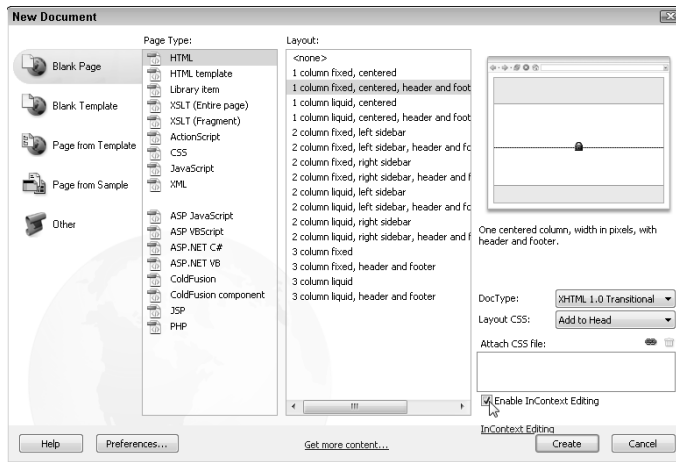 New Document
Blank Page
Blank Template
Page from Template
Page from Sample
Other
Page Type:
HTML
HTML template
Library item
XSLT (Entire page)
XSLT (Fragment)
ActionScript
CSS
JavaScript
XML
ASP JavaScript
ASP VBScript
ASP.NET C#
ASP.NET VB
ColdFusion
ColdFusion component
JSP
PHP
Layout:
<none>
1 column fixed, centered
1 column fixed, centered, header and foot
1 column liquid, centered
1 column liquid, centered, header and foot
2 column fixed, left sidebar
2 column fixed, left sidebar, header and fo
2 column fixed, right sidebar
2 column fixed, right sidebar, header and f
2 column liquid, left sidebar
2 column liquid, left sidebar, header and fo
2 column liquid, right sidebar
2 column liquid, right sidebar, header and f
3 column fixed
3 column fixed, header and footer
3 column liquid
3 column liquid, header and footer
One centered column, width in pixels, with
header and footer.
DocType: XHTML 1.0 Transitional
Layout CSS: Add to Head
Attach CSS file:
Enable InContext Editing
InContext Editing
Help Preferences... Get more content... Create Cancel